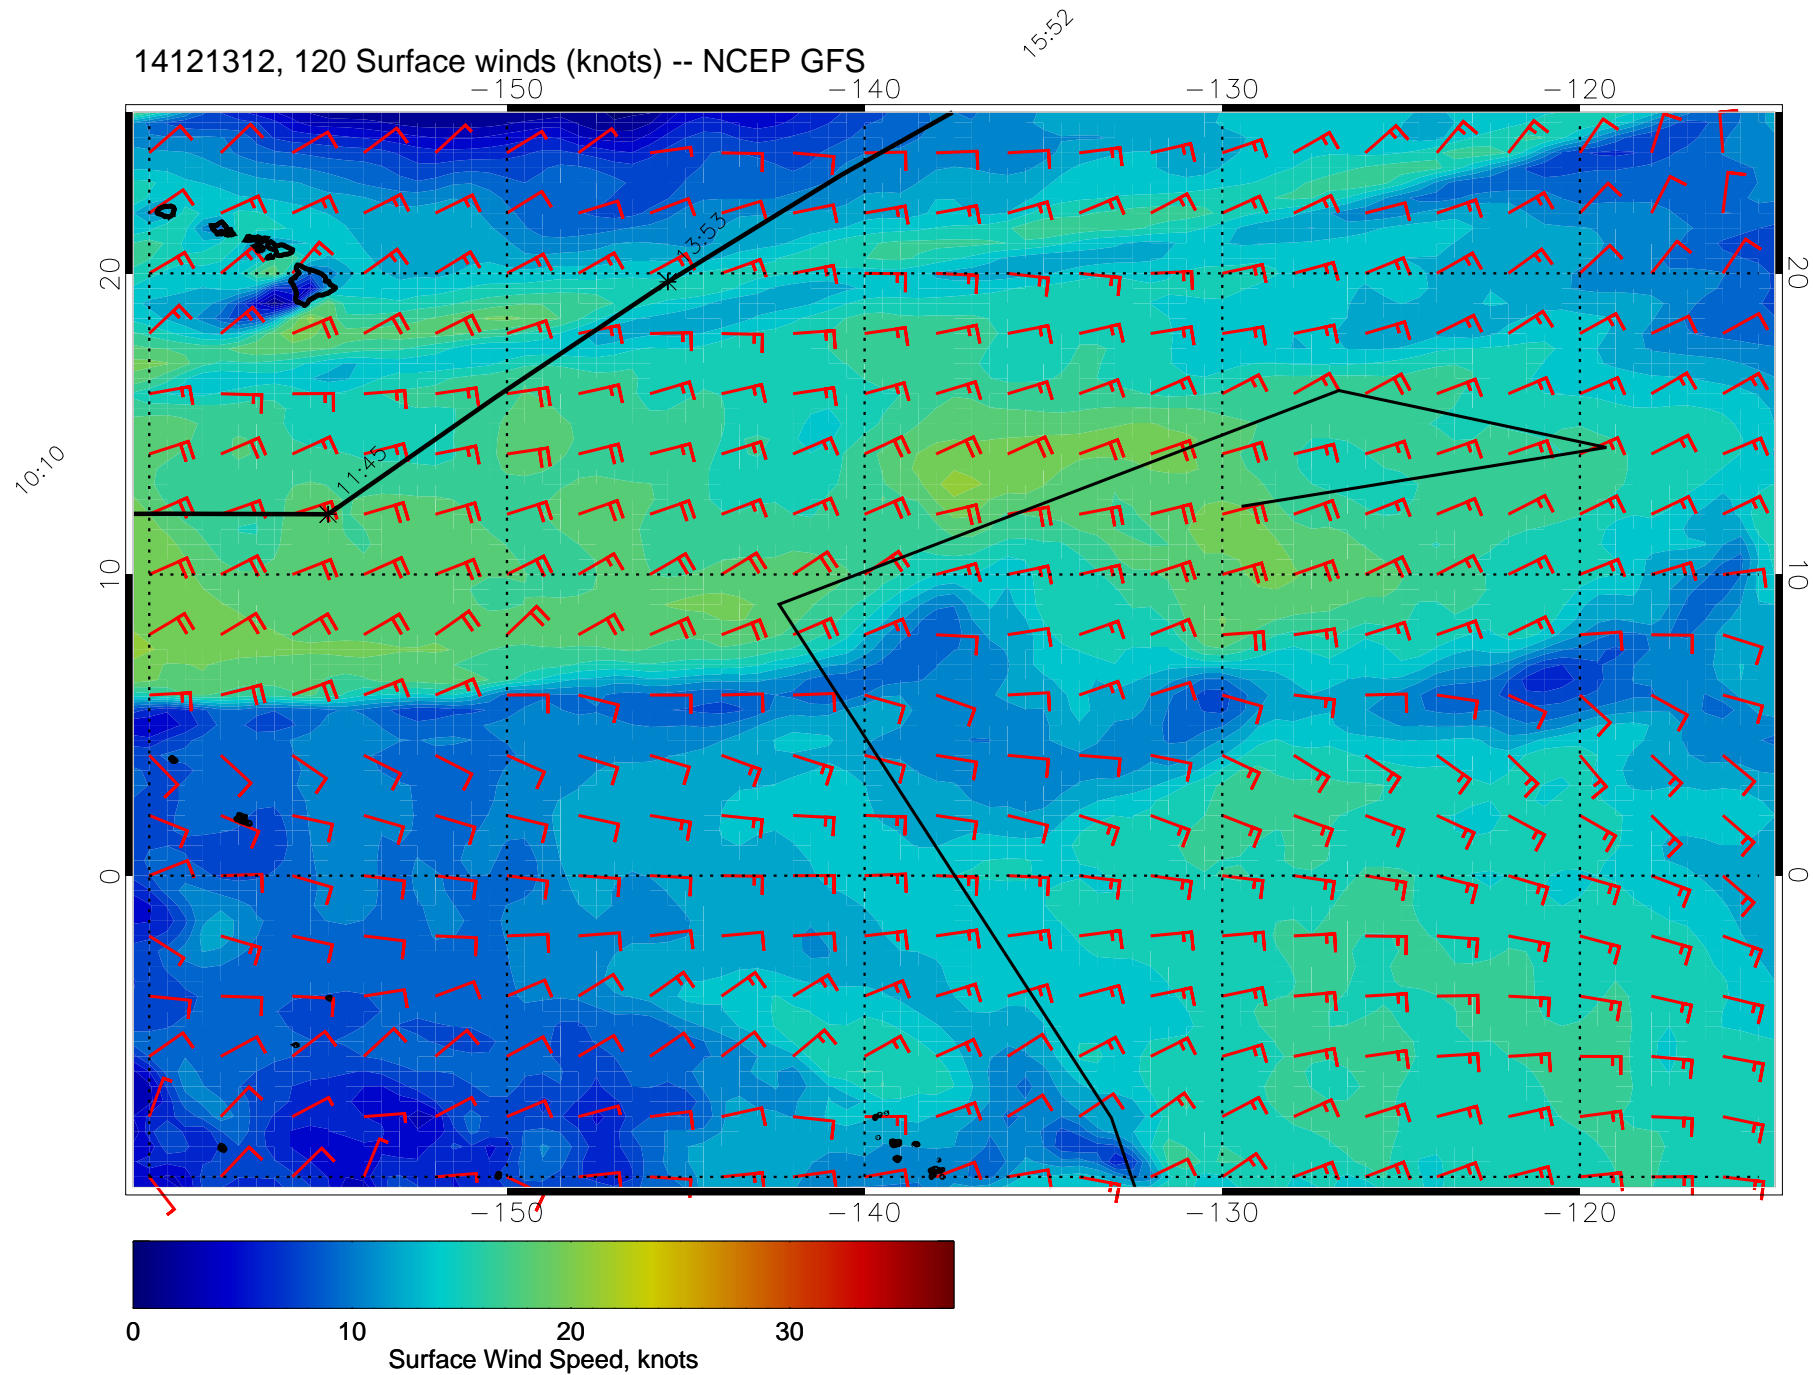 15:52
14121312, 120 Surface winds (knots) -- NCEP GFS
-150 -140 -130 -120
13:53
20 20
10:10
11:45
10 10
0 0
-150 -140 -130 -120
0 10 20 30
Surface Wind Speed, knots